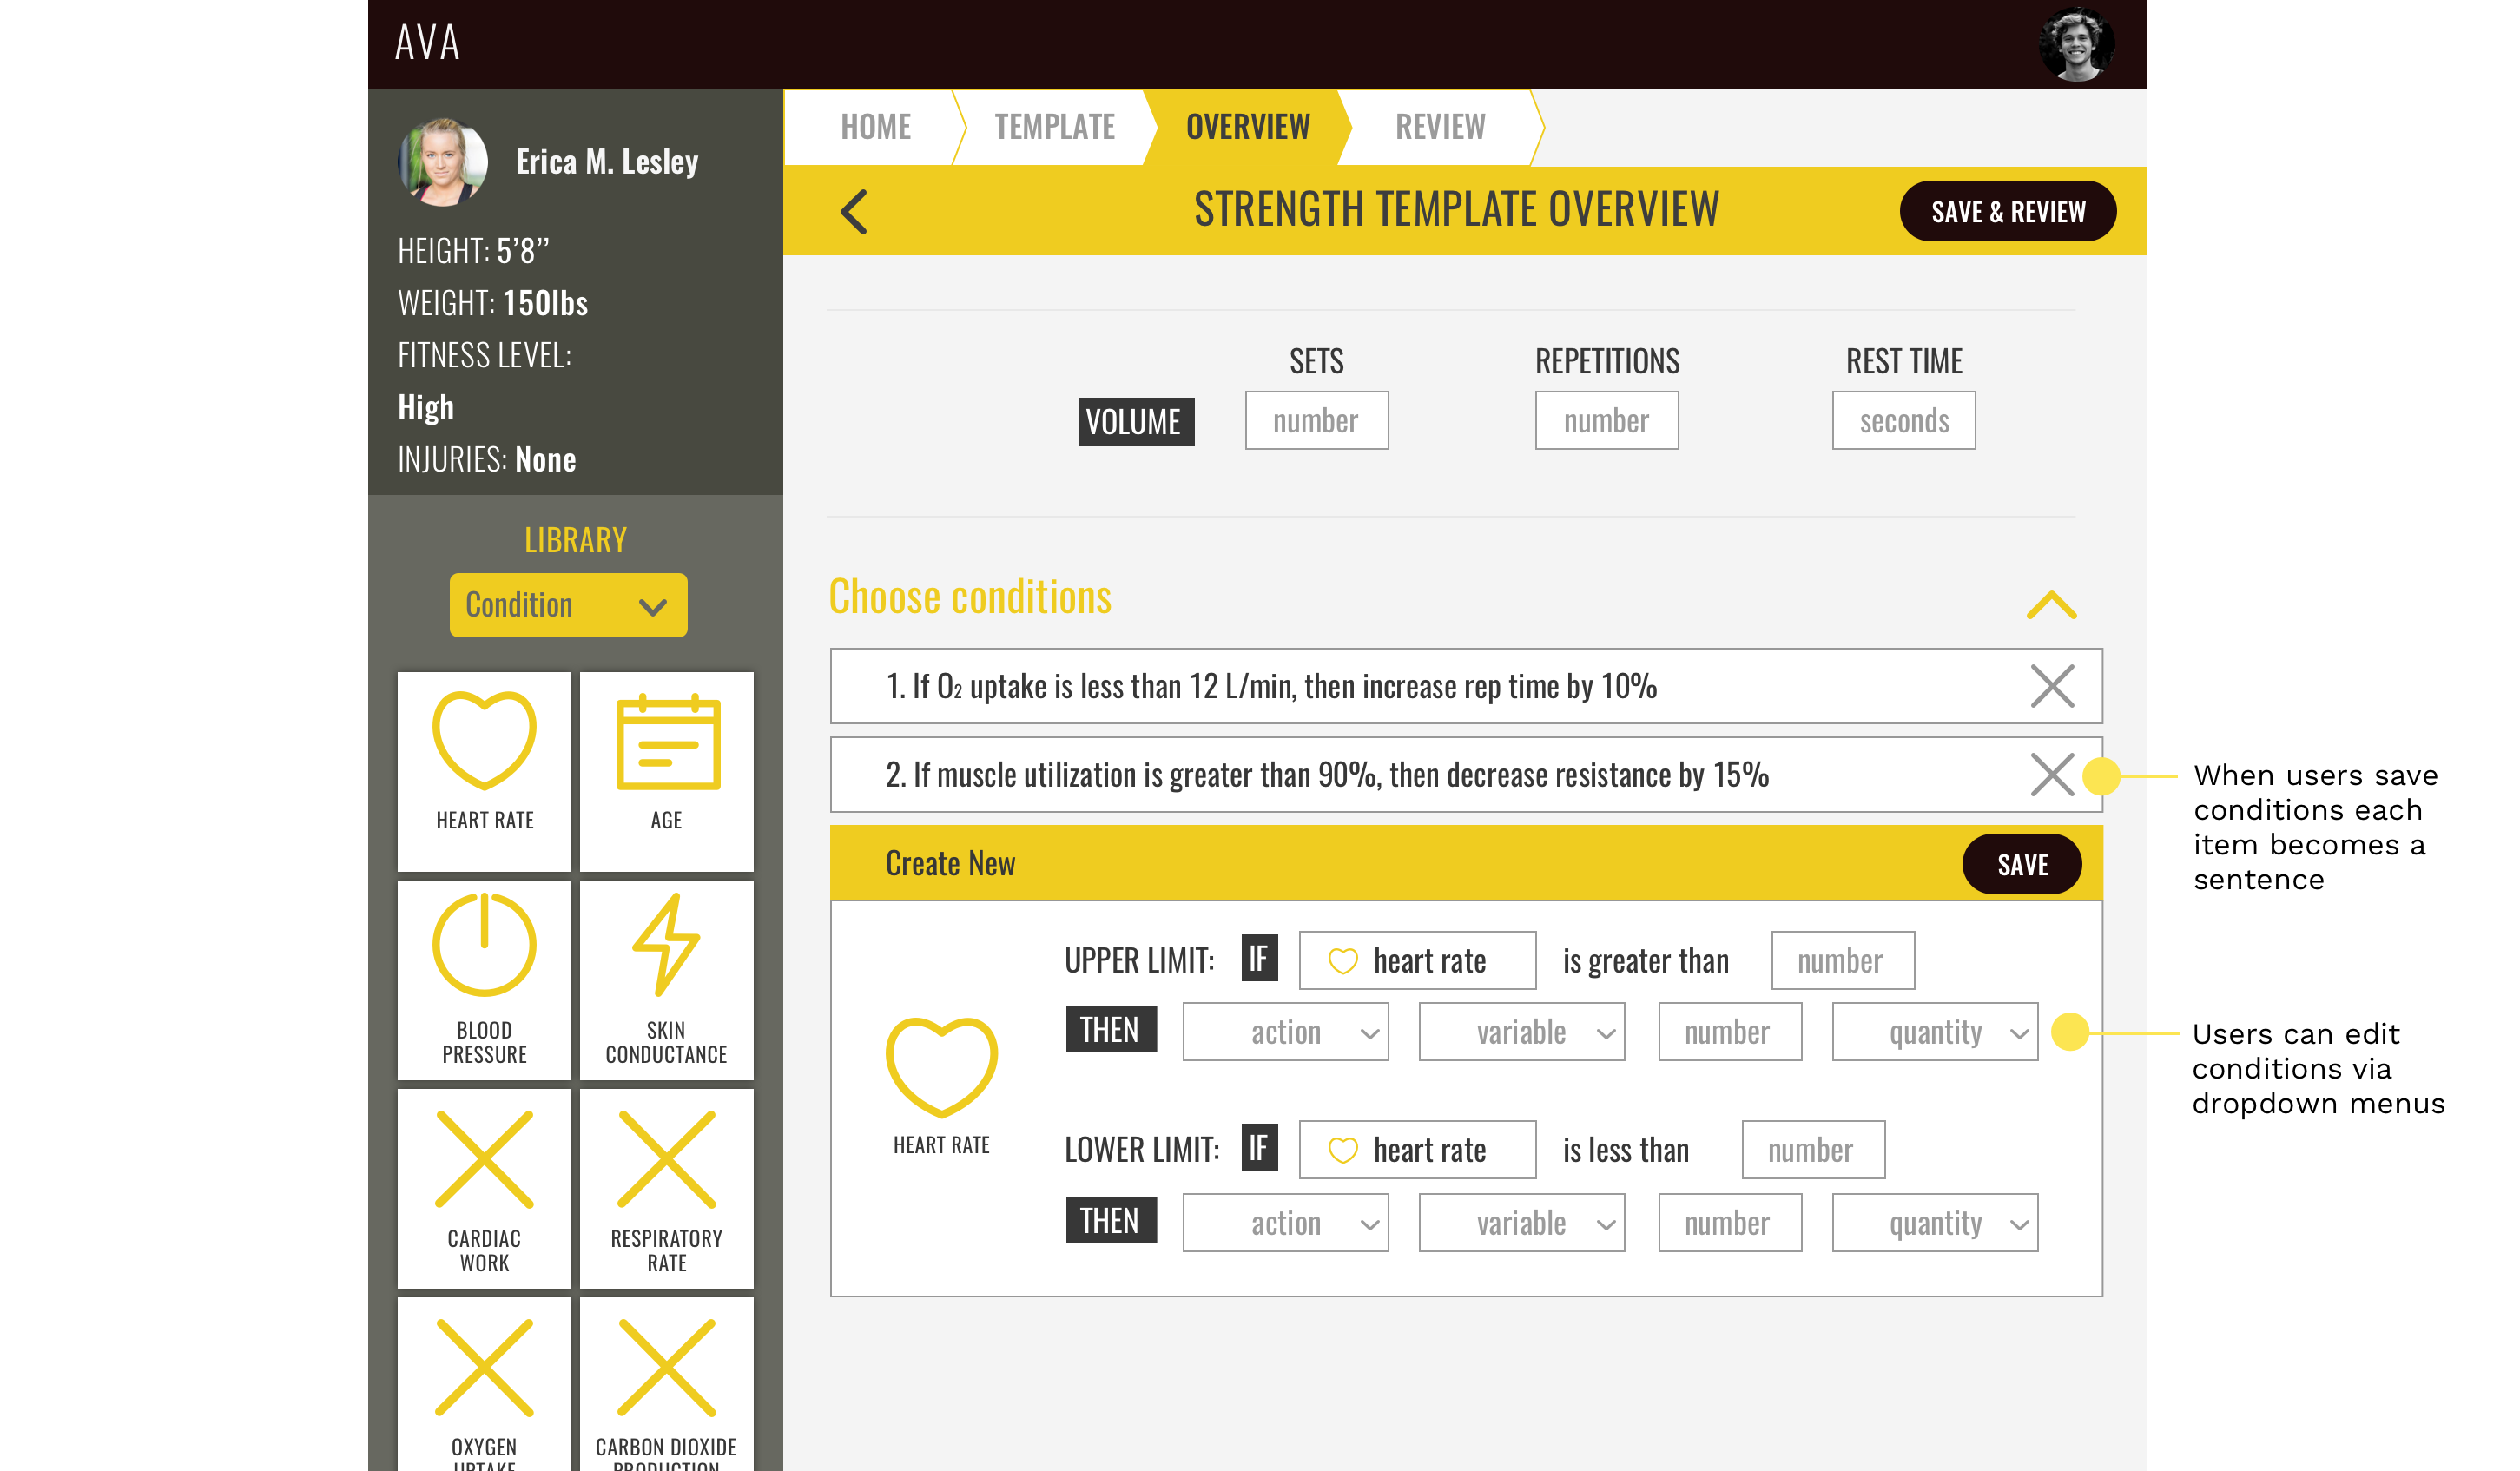 AVA
Erica M. Lesley
HEIGHT: 5’8’’
WEIGHT: 150lbs
FITNESS LEVEL:
High
INJURIES: None
LIBRARY
Condition
HEART RATE
AGE
BLOOD
PRESSURE
SKIN
CONDUCTANCE
CARDIAC
WORK
RESPIRATORY
RATE
OXYGEN
UPTAKE
CARBON DIOXIDE
PRODUCTION
HOME
TEMPLATE
OVERVIEW
REVIEW
STRENGTH TEMPLATE OVERVIEW
SAVE & REVIEW
SETS
REPETITIONS
REST TIME
VOLUME
number
number
seconds
Choose conditions
1. If O₂ uptake is less than 12 L/min, then increase rep time by 10%
2. If muscle utilization is greater than 90%, then decrease resistance by 15%
Create New
SAVE
HEART RATE
UPPER LIMIT: IF heart rate is greater than number
THEN action variable number quantity
LOWER LIMIT: IF heart rate is less than number
THEN action variable number quantity
When users save
conditions each
item becomes a
sentence
Users can edit
conditions via
dropdown menus